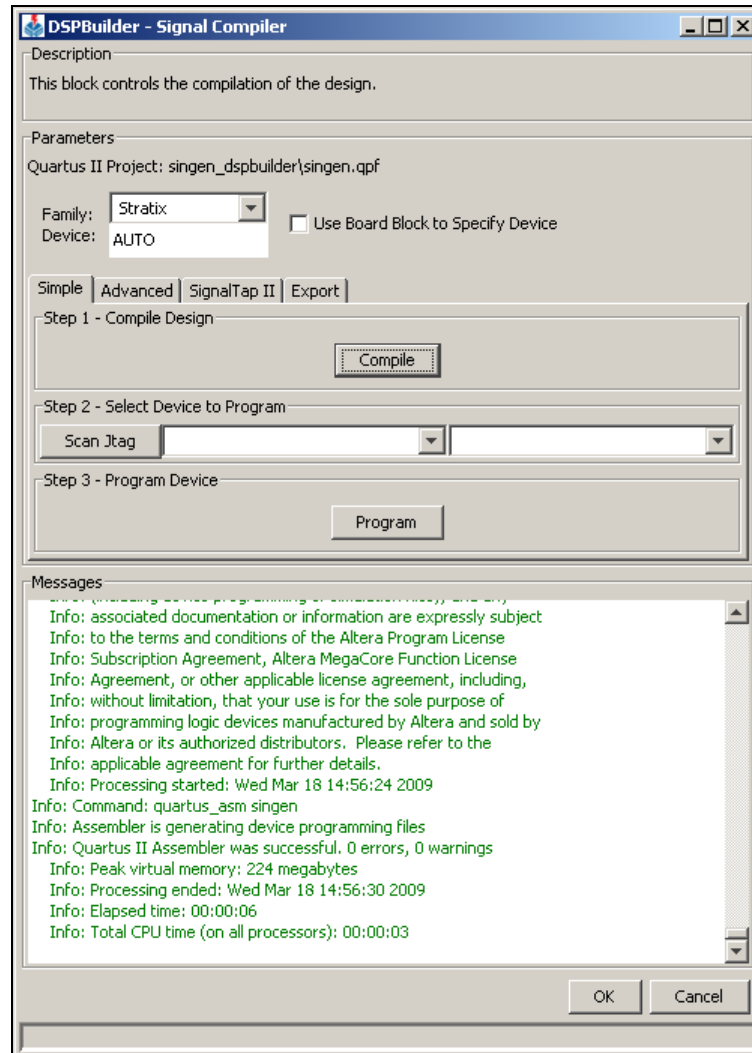 DSPBuilder - Signal Compiler
Description
This block controls the compilation of the design.
Parameters
Quartus II Project: singen_dspbuilder\singen.qpf
Family: Stratix
Use Board Block to Specify Device
Device: AUTO
Simple Advanced SignalTap II Export
Step 1 - Compile Design
Compile
Step 2 - Select Device to Program
Scan Jtag
Step 3 - Program Device
Program
Messages
Info: associated documentation or information are expressly subject
Info: to the terms and conditions of the Altera Program License
Info: Subscription Agreement, Altera MegaCore Function License
Info: Agreement, or other applicable license agreement, including,
Info: without limitation, that your use is for the sole purpose of
Info: programming logic devices manufactured by Altera and sold by
Info: Altera or its authorized distributors.  Please refer to the
Info: applicable agreement for further details.
Info: Processing started: Wed Mar 18 14:56:24 2009
Info: Command: quartus_asm singen
Info: Assembler is generating device programming files
Info: Quartus II Assembler was successful. 0 errors, 0 warnings
Info: Peak virtual memory: 224 megabytes
Info: Processing ended: Wed Mar 18 14:56:30 2009
Info: Elapsed time: 00:00:06
Info: Total CPU time (on all processors): 00:00:03
OK Cancel